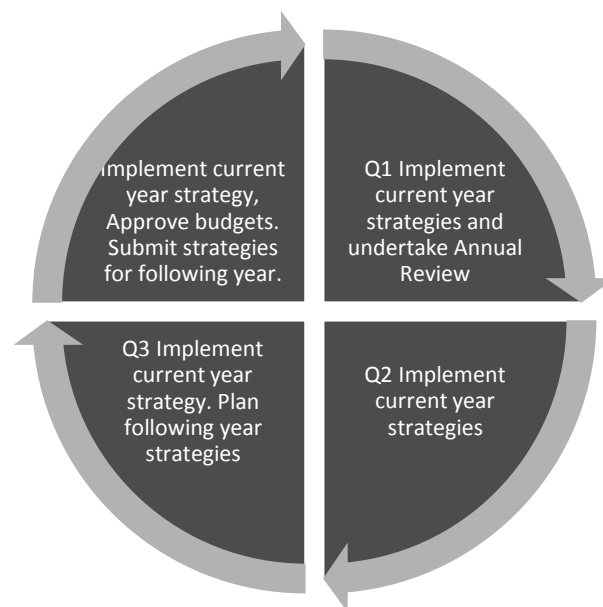 Implement current
year strategy,
Approve budgets.
Submit strategies
for following year.
Q1 Implement
current year
strategies and
undertake Annual
Review
Q3 Implement
current year
strategy. Plan
following year
strategies
Q2 Implement
current year
strategies